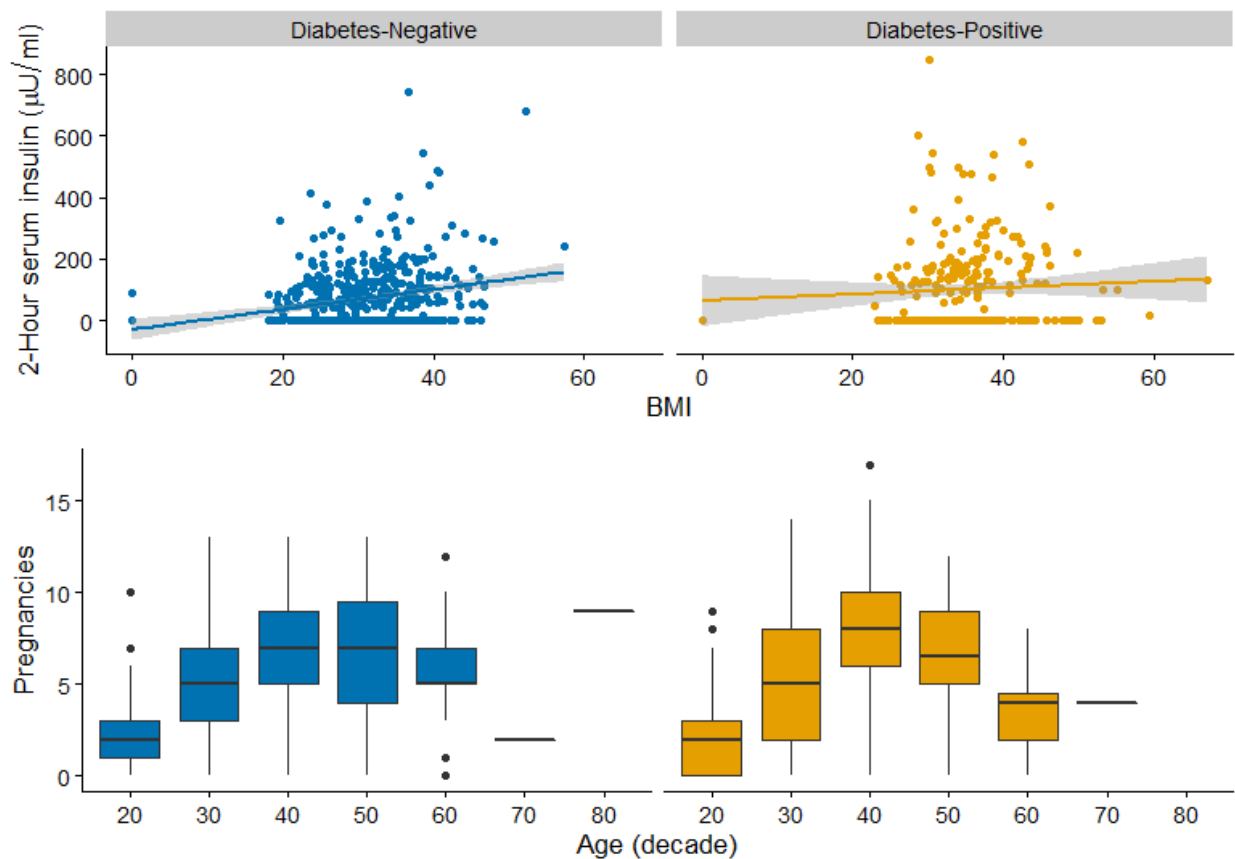 Diabetes-Negative Diabetes-Positive
2-Hour serum insulin (μU/ml)
800
600
400
200
0
0 20 40 60 0 20 40 60
BMI
Pregnancies
15
10
5
0
20 30 40 50 60 70 80 20 30 40 50 60 70 80
Age (decade)